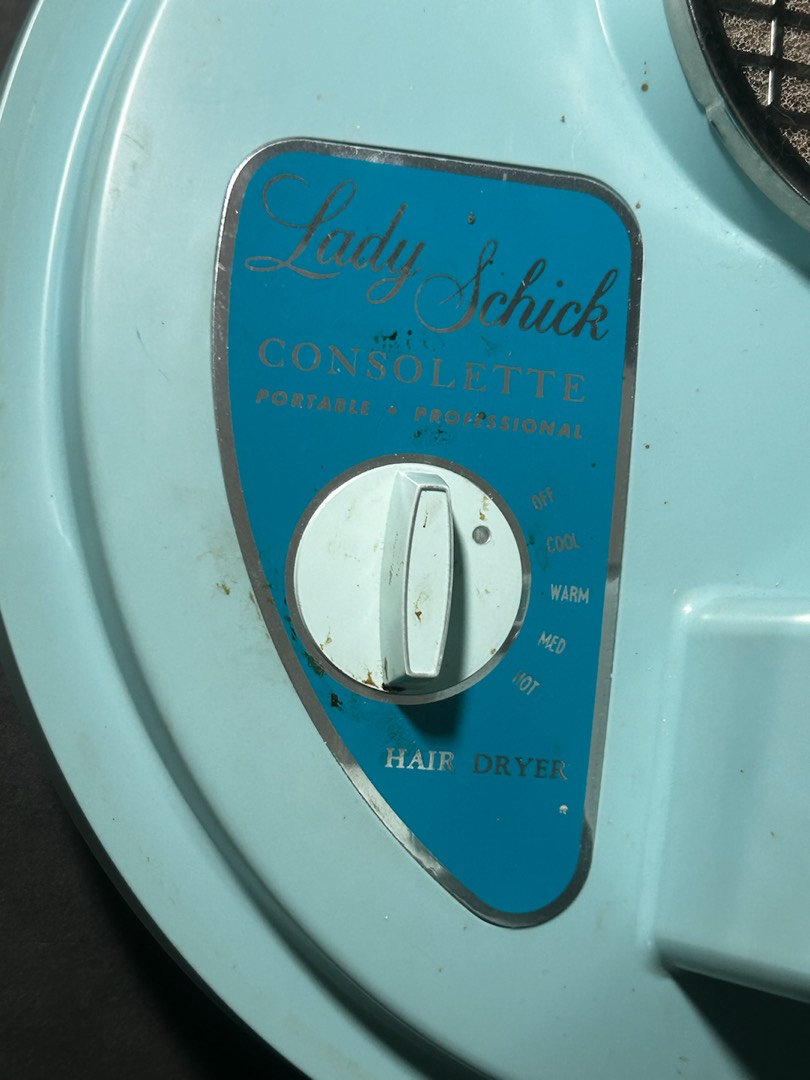 Lady Schick
CONSOLETTE
PORTABLE • PROFESSIONAL
OFF
COOL
WARM
MED
HOT
HAIR DRYER